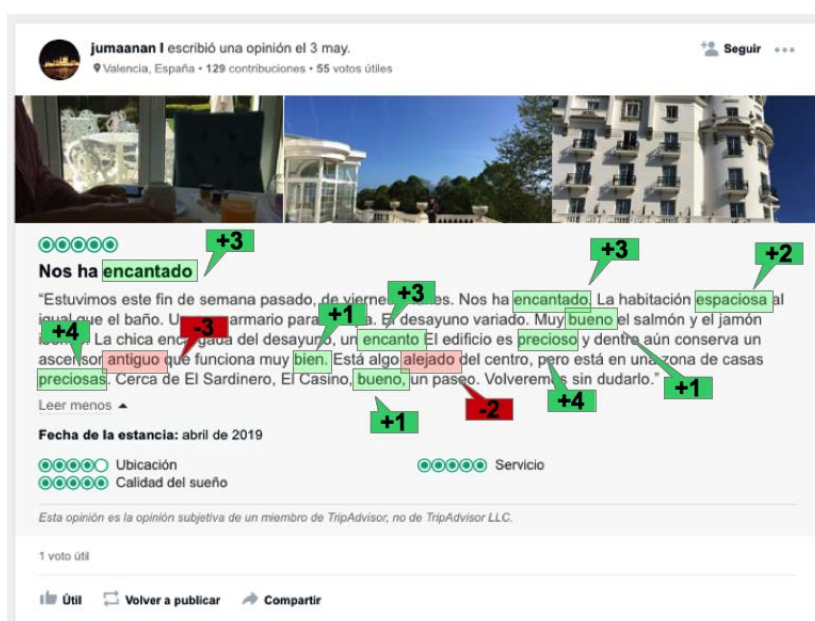 jumaanan I escribió una opinión el 3 may.
Valencia, España • 129 contribuciones • 55 votos útiles
Seguir
+3
Nos ha encantado
+3
+2
"Estuvimos este fin de semana pasado, de viernes es. Nos ha encantado. La habitación espaciosa al
+3
que el baño. U armario para a. El desayuno variado. Muy bueno el salmón y el jamón
+4
-3
+1
La chica enc gada del desayuno, un encanto El edificio es precioso y dentro aún conserva un
ascensor antiguo que funciona muy bien. Está algo alejado del centro, pero está en una zona de casas
preciosas. Cerca de El Sardinero, El Casino, bueno, un paseo. Volveremos sin dudarlo."
+1
+4
-2
+1
Leer menos
Fecha de la estancia: abril de 2019
Ubicación
Servicio
Calidad del sueño
Esta opinión es la opinión subjetiva de un miembro de TripAdvisor, no de TripAdvisor LLC.
1 voto útil
Útil
Volver a publicar
Compartir